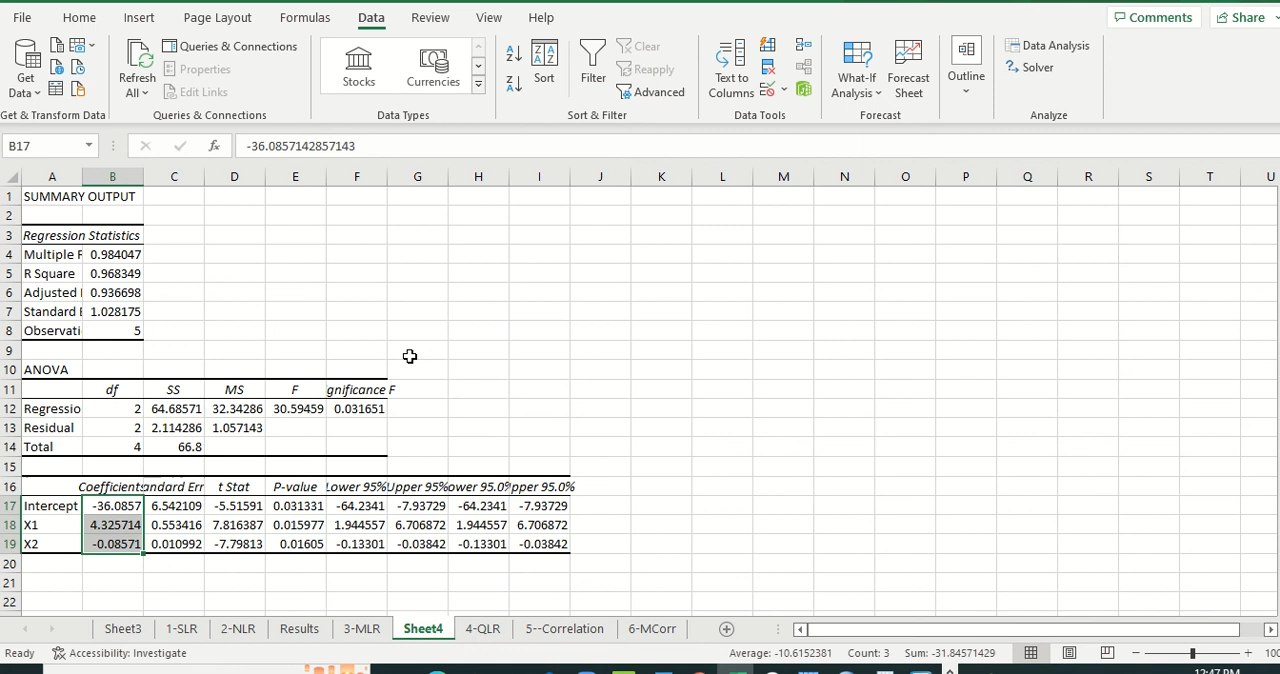 File Home Insert Page Layout Formulas Data Review View Help Comments Share
Get Data
Refresh All
Queries & Connections
Properties
Edit Links
Stocks Currencies
Sort
Filter
Clear
Reapply
Advanced
Text to Columns
What-If Analysis
Forecast Sheet
Outline
Data Analysis
Solver
Get & Transform Data Queries & Connections Data Types Sort & Filter Data Tools Forecast Analyze
B17 fx -36.0857142857143
A B C D E F G H I J K L M N O P Q R S T U
1 SUMMARY OUTPUT
2
3 Regression Statistics
4 Multiple R 0.984047
5 R Square 0.968349
6 Adjusted 0.936698
7 Standard E 1.028175
8 Observati 5
9
10 ANOVA
11 df SS MS F gnificance F
12 Regressio 2 64.68571 32.34286 30.59459 0.031651
13 Residual 2 2.114286 1.057143
14 Total 4 66.8
15
16 Coefficients andard Err t Stat P-value Lower 95% Upper 95% ower 95.0% pper 95.0%
17 Intercept -36.0857 6.542109 -5.51591 0.031331 -64.2341 -7.93729 -64.2341 -7.93729
18 X1 4.325714 0.553416 7.816387 0.015977 1.944557 6.706872 1.944557 6.706872
19 X2 -0.08571 0.010992 -7.79813 0.01605 -0.13301 -0.03842 -0.13301 -0.03842
20
21
22
Sheet3 1-SLR 2-NLR Results 3-MLR Sheet4 4-QLR 5--Correlation 6-MCorr
Ready Accessibility: Investigate Average: -10.6152381 Count: 3 Sum: -31.84571429 100
12:47 PM